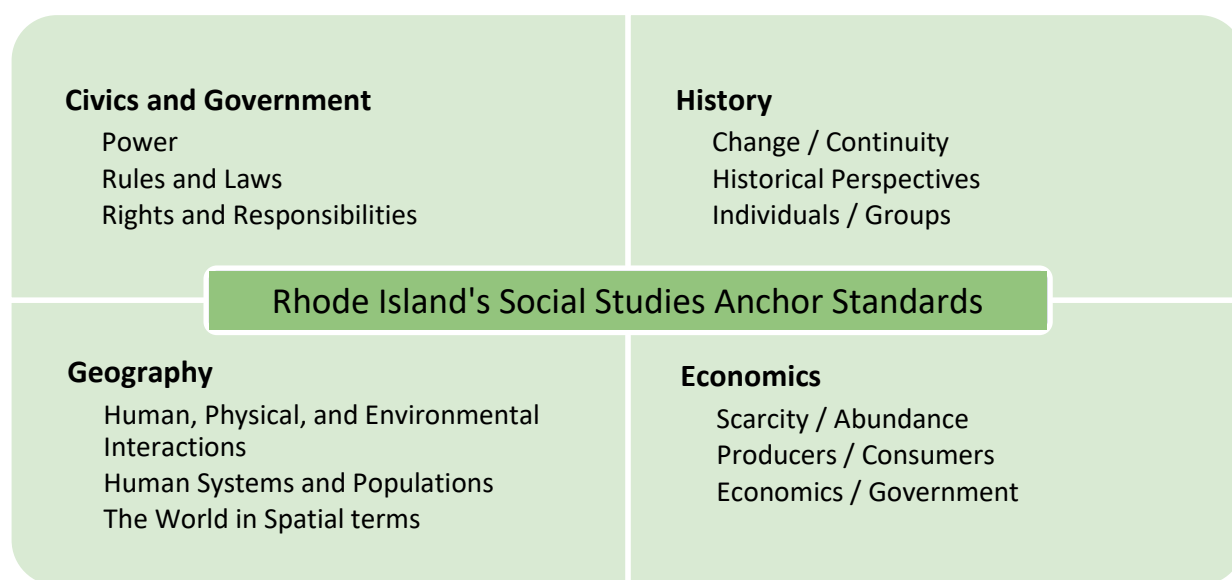 Civics and Government
Power
Rules and Laws
Rights and Responsibilities
History
Change / Continuity
Historical Perspectives
Individuals / Groups
Rhode Island's Social Studies Anchor Standards
Geography
Human, Physical, and Environmental
Interactions
Human Systems and Populations
The World in Spatial terms
Economics
Scarcity / Abundance
Producers / Consumers
Economics / Government